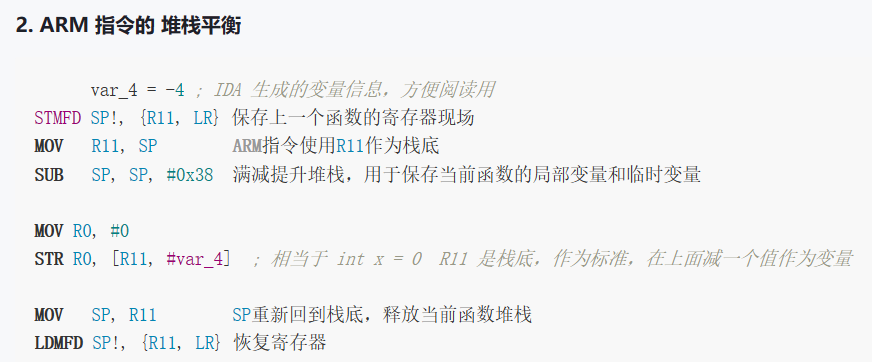 2. ARM 指令的 堆栈平衡
var_4 = -4 ; IDA 生成的变量信息，方便阅读用
STMFD SP!, {R11, LR} 保存上一个函数的寄存器现场
MOV R11, SP ARM指令使用R11作为栈底
SUB SP, SP, #0x38 满减提升堆栈，用于保存当前函数的局部变量和临时变量
MOV R0, #0
STR R0, [R11, #var_4] ; 相当于 int x = 0 R11 是栈底，作为标准，在上面减一个值作为变量
MOV SP, R11 SP重新回到栈底，释放当前函数堆栈
LDMFD SP!, {R11, LR} 恢复寄存器